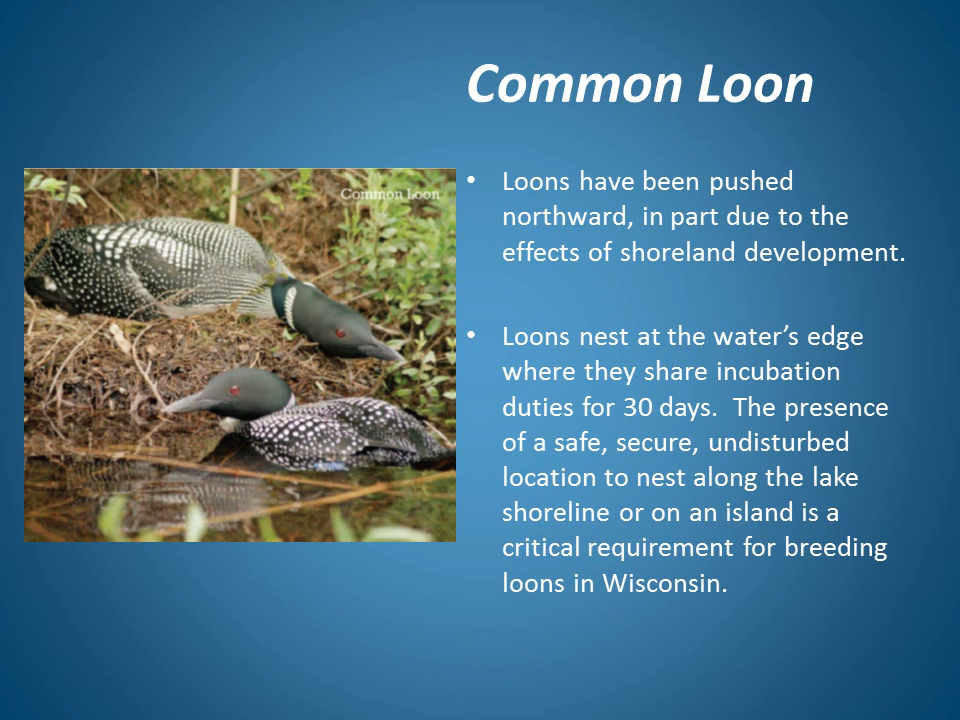 Common Loon
Common Loon
• Loons have been pushed
northward, in part due to the
effects of shoreland development.
• Loons nest at the water’s edge
where they share incubation
duties for 30 days.  The presence
of a safe, secure, undisturbed
location to nest along the lake
shoreline or on an island is a
critical requirement for breeding
loons in Wisconsin.